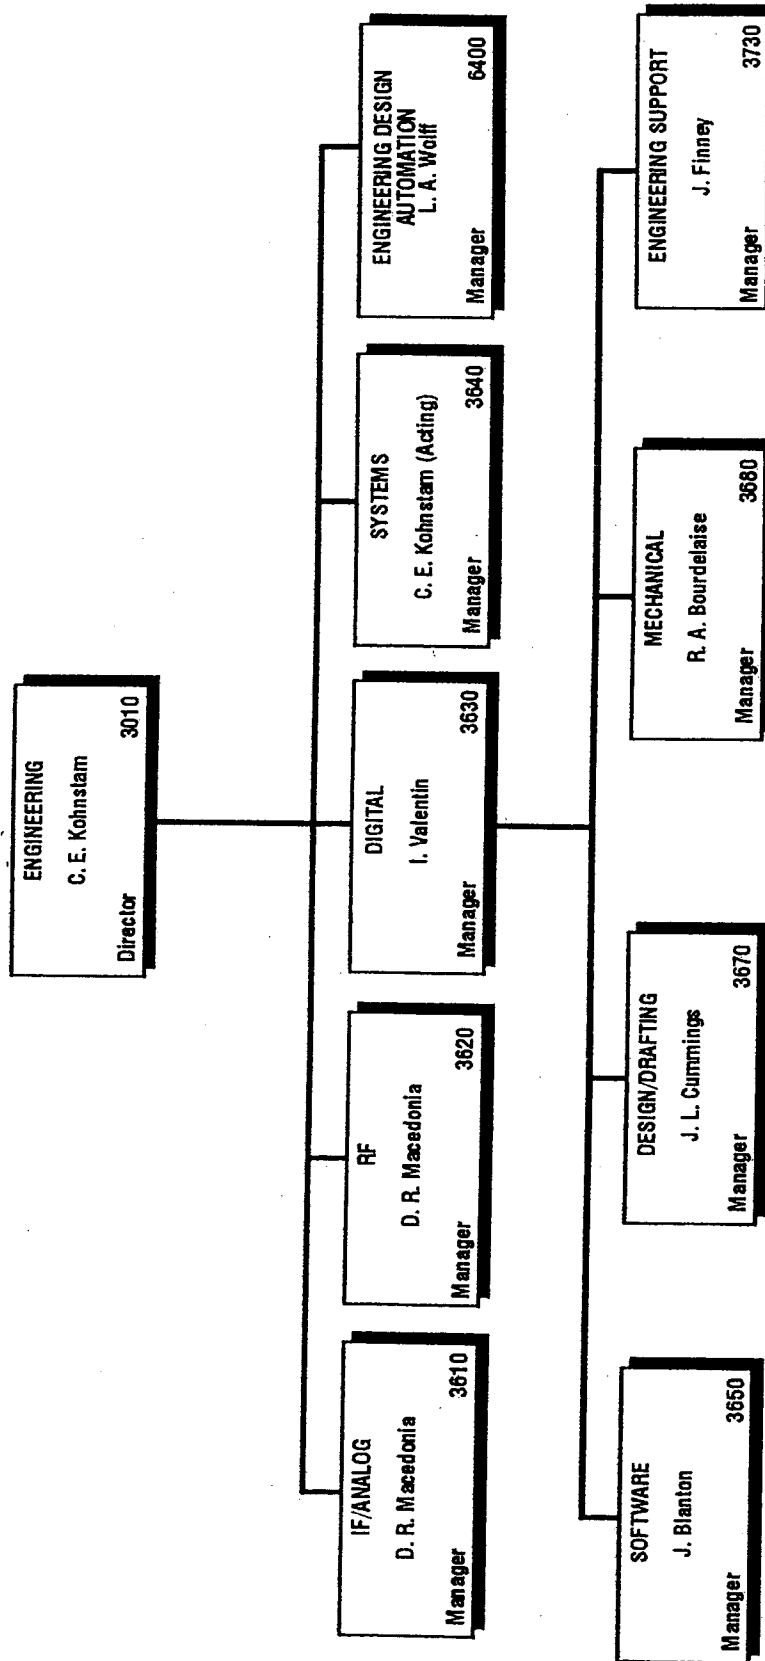 ENGINEERING
C. E. Kohnstam
Director 3010
IF/ANALOG
D. R. Macedonia
Manager 3610
RF
D. R. Macedonia
Manager 3620
DIGITAL
I. Valentin
Manager 3630
SYSTEMS
C. E. Kohnstam (Acting)
Manager 3640
ENGINEERING DESIGN
AUTOMATION
L. A. Wolff
Manager 6400
SOFTWARE
J. Blanton
Manager 3650
DESIGN/DRAFTING
J. L. Cummings
Manager 3670
MECHANICAL
R. A. Bourdelaise
Manager 3680
ENGINEERING SUPPORT
J. Finney
Manager 3730